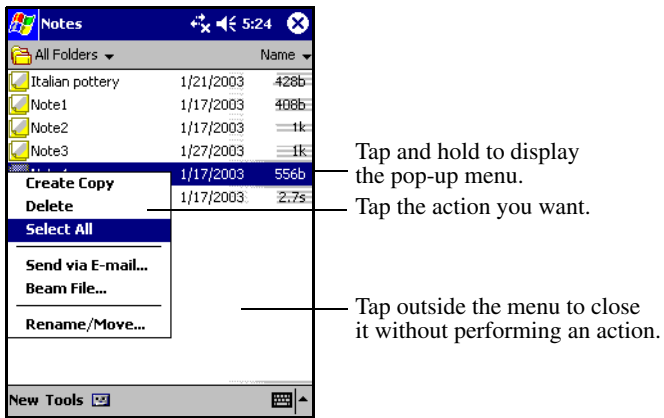 Notes 5:24
All Folders Name
Italian pottery 1/21/2003 428b
Note1 1/17/2003 408b
Note2 1/17/2003 1k
Note3 1/27/2003 1k
1/17/2003 556b
1/17/2003 2.7s
Create Copy
Delete
Select All
Send via E-mail...
Beam File...
Rename/Move...
New Tools
Tap and hold to display
the pop-up menu.
Tap the action you want.
Tap outside the menu to close
it without performing an action.